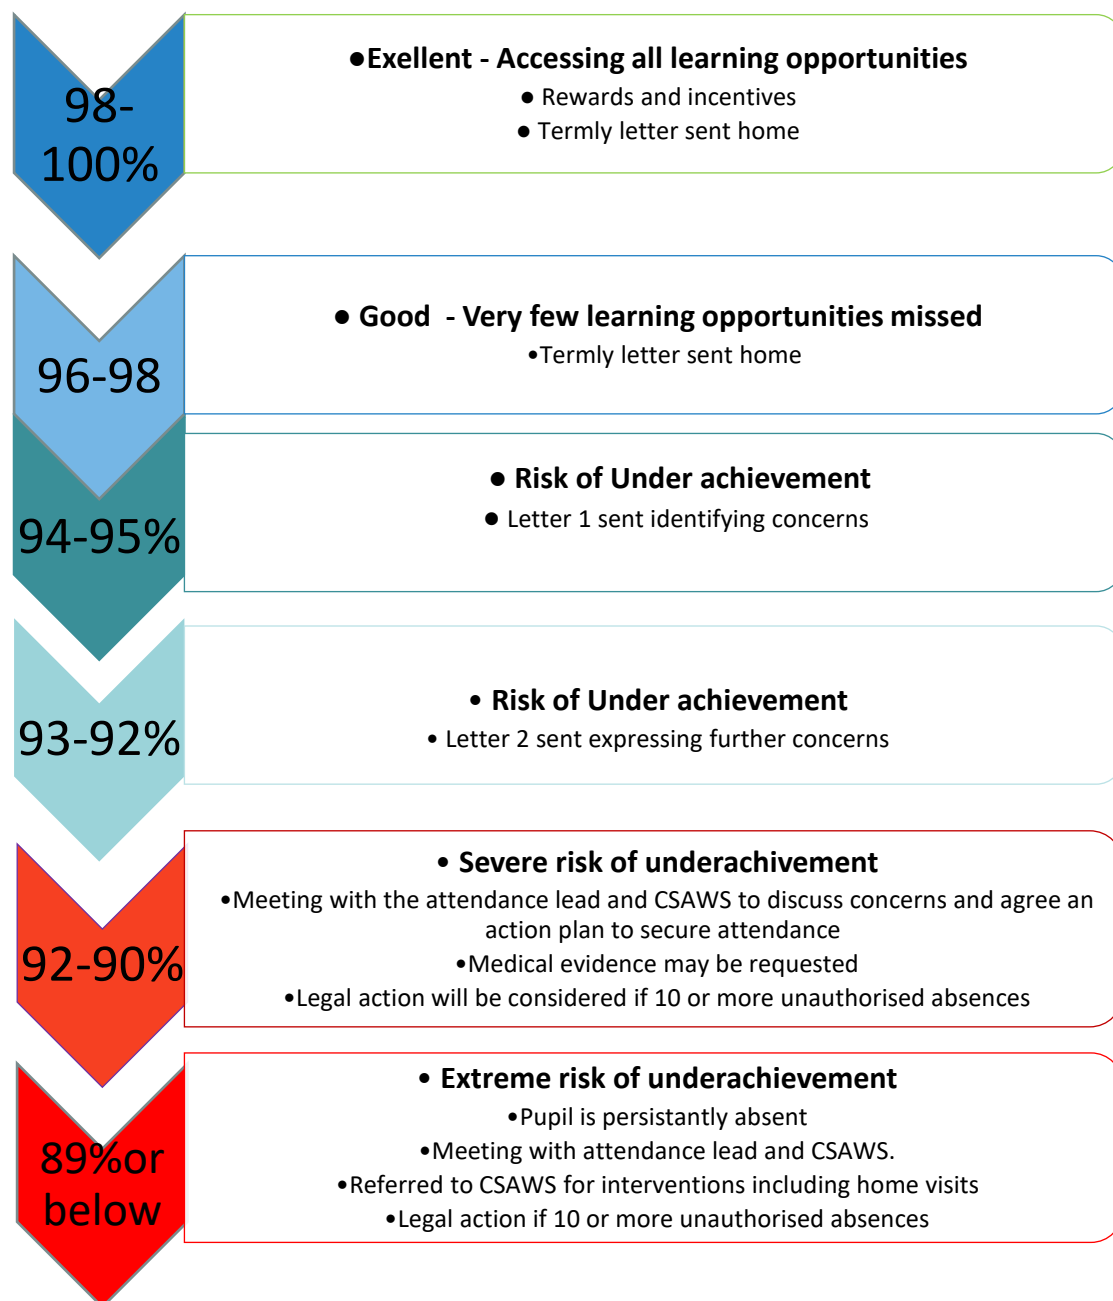 98-
100%
●Exellent - Accessing all learning opportunities
● Rewards and incentives
● Termly letter sent home
96-98
● Good - Very few learning opportunities missed
•Termly letter sent home
94-95%
● Risk of Under achievement
● Letter 1 sent identifying concerns
93-92%
• Risk of Under achievement
• Letter 2 sent expressing further concerns
92-90%
• Severe risk of underachivement
•Meeting with the attendance lead and CSAWS to discuss concerns and agree an
action plan to secure attendance
•Medical evidence may be requested
•Legal action will be considered if 10 or more unauthorised absences
89%or
below
• Extreme risk of underachievement
•Pupil is persistantly absent
•Meeting with attendance lead and CSAWS.
•Referred to CSAWS for interventions including home visits
•Legal action if 10 or more unauthorised absences